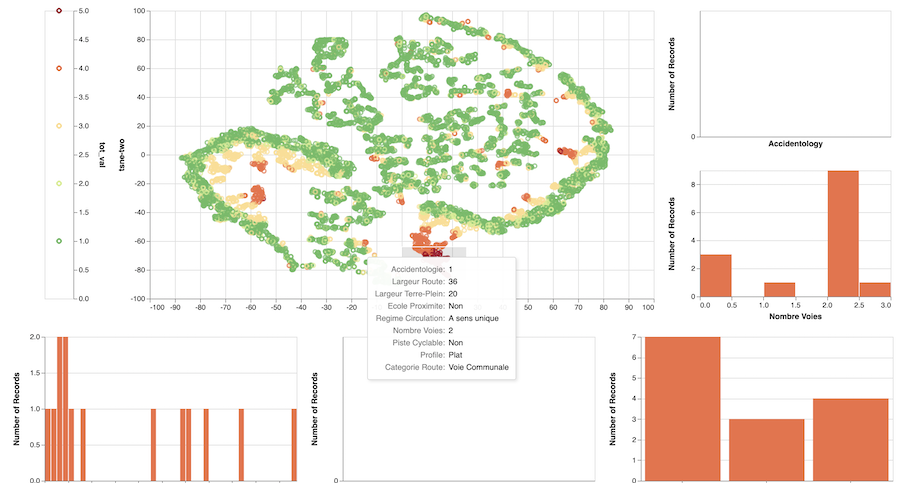 5.0
4.5
4.0
3.5
3.0
2.5
2.0
1.5
1.0
0.5
0.0
tot_val
100
80
60
40
20
0
-20
-40
-60
-80
-100
-100 -90 -80 -70 -60 -50 -40 -30 -20 50 60 70 80 90 100
Accidentologie: 1
Largeur Route: 36
Largeur Terre-Plein: 20
Ecole Proximite: Non
Regime Circulation: A sens unique
Nombre Voies: 2
Piste Cyclable: Non
Profile: Plat
Categorie Route: Voie Communale
Number of Records
0
Accidentology
Number of Records
8
6
4
2
0
0.0 0.5 1.0 1.5 2.0 2.5 3.0
Nombre Voies
Number of Records
2.0
1.5
1.0
0.5
0.0
Number of Records
0
Number of Records
7
6
5
4
3
2
1
0